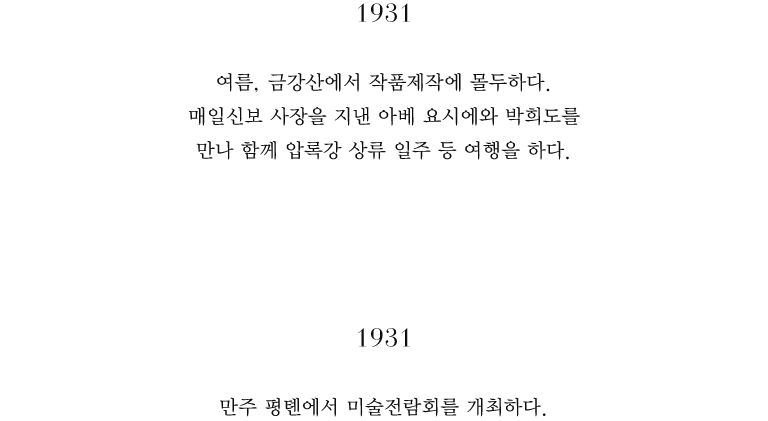 1931
여름, 금강산에서 작품제작에 몰두하다.
매일신보 사장을 지낸 아베 요시에와 박희도를
만나 함께 압록강 상류 일주 등 여행을 하다.
1931
만주 평톈에서 미술전람회를 개최하다.